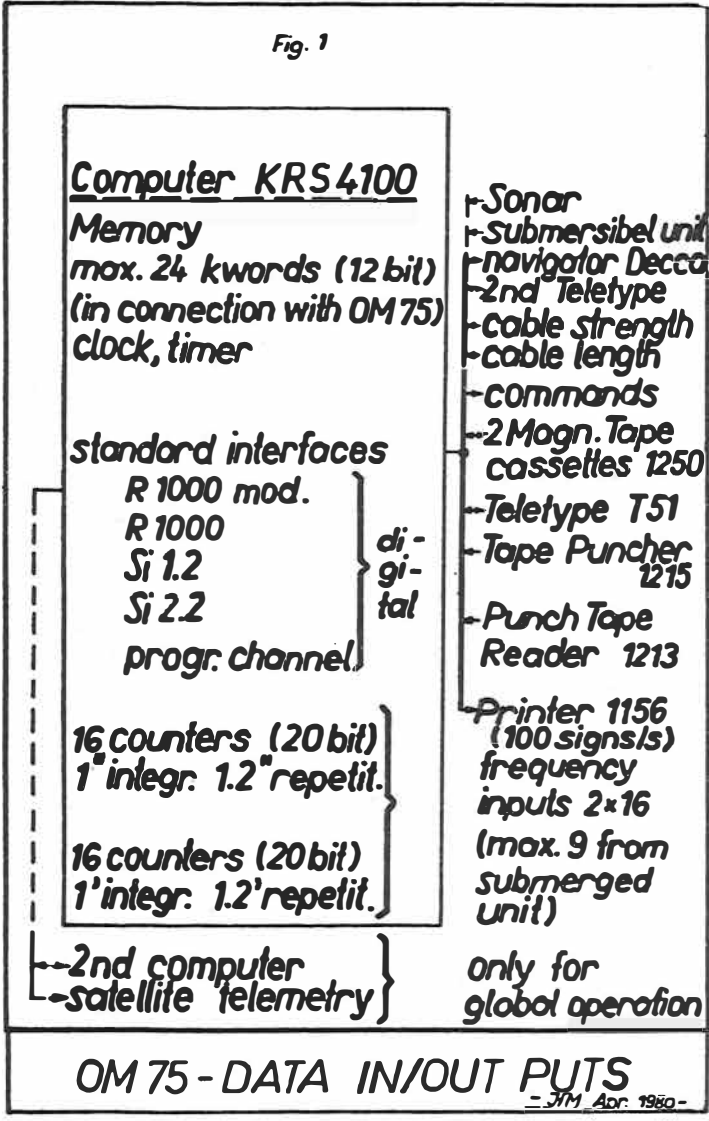 Fig. 1
Computer KRS 4100
Memory
max. 24 kwords (12 bit)
(in connection with OM 75)
clock, timer
standard interfaces
R 1000 mod.
R 1000
Si 1.2
Si 2.2
progr. channel
di-
gi-
tal
16 counters (20 bit)
1" integr. 1.2" repetit.
16 counters (20 bit)
1' integr. 1.2' repetit.
2nd computer
satellite telemetry
Sonar
submersibel unit
navigator Decca
2nd Teletype
cable strength
cable length
commands
2 Magn. Tape
cassettes 1250
Teletype T51
Tape Puncher
1215
Punch Tape
Reader 1213
Printer 1156
(100 signs/s)
frequency
inputs 2×16
(max. 9 from
submerged
unit)
only for
global operation
OM 75 - DATA IN/OUT PUTS
Apr. 1980 -